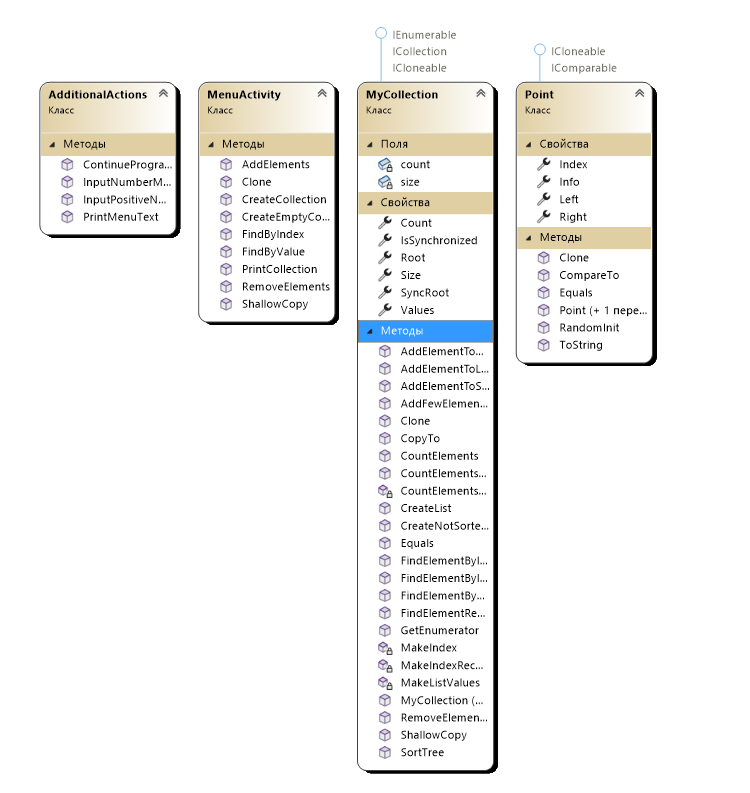 AdditionalActions
Класс
Методы
ContinueProgra...
InputNumberM...
InputPositiveN...
PrintMenuText
MenuActivity
Класс
Методы
AddElements
Clone
CreateCollection
CreateEmptyCo...
FindByIndex
FindByValue
PrintCollection
RemoveElements
ShallowCopy
IEnumerable
ICollection
ICloneable
MyCollection
Класс
Поля
count
size
Свойства
Count
IsSynchronized
Root
Size
SyncRoot
Values
Методы
AddElementTo...
AddElementToL...
AddElementToS...
AddFewElemen...
Clone
CopyTo
CountElements
CountElements...
CountElements...
CreateList
CreateNotSorte...
Equals
FindElementByI...
FindElementByI...
FindElementBy...
FindElementRe...
GetEnumerator
MakeIndex
MakeIndexRec...
MakeListValues
MyCollection (...
RemoveElemen...
ShallowCopy
SortTree
ICloneable
IComparable
Point
Класс
Свойства
Index
Info
Left
Right
Методы
Clone
CompareTo
Equals
Point (+ 1 пере...
RandomInit
ToString